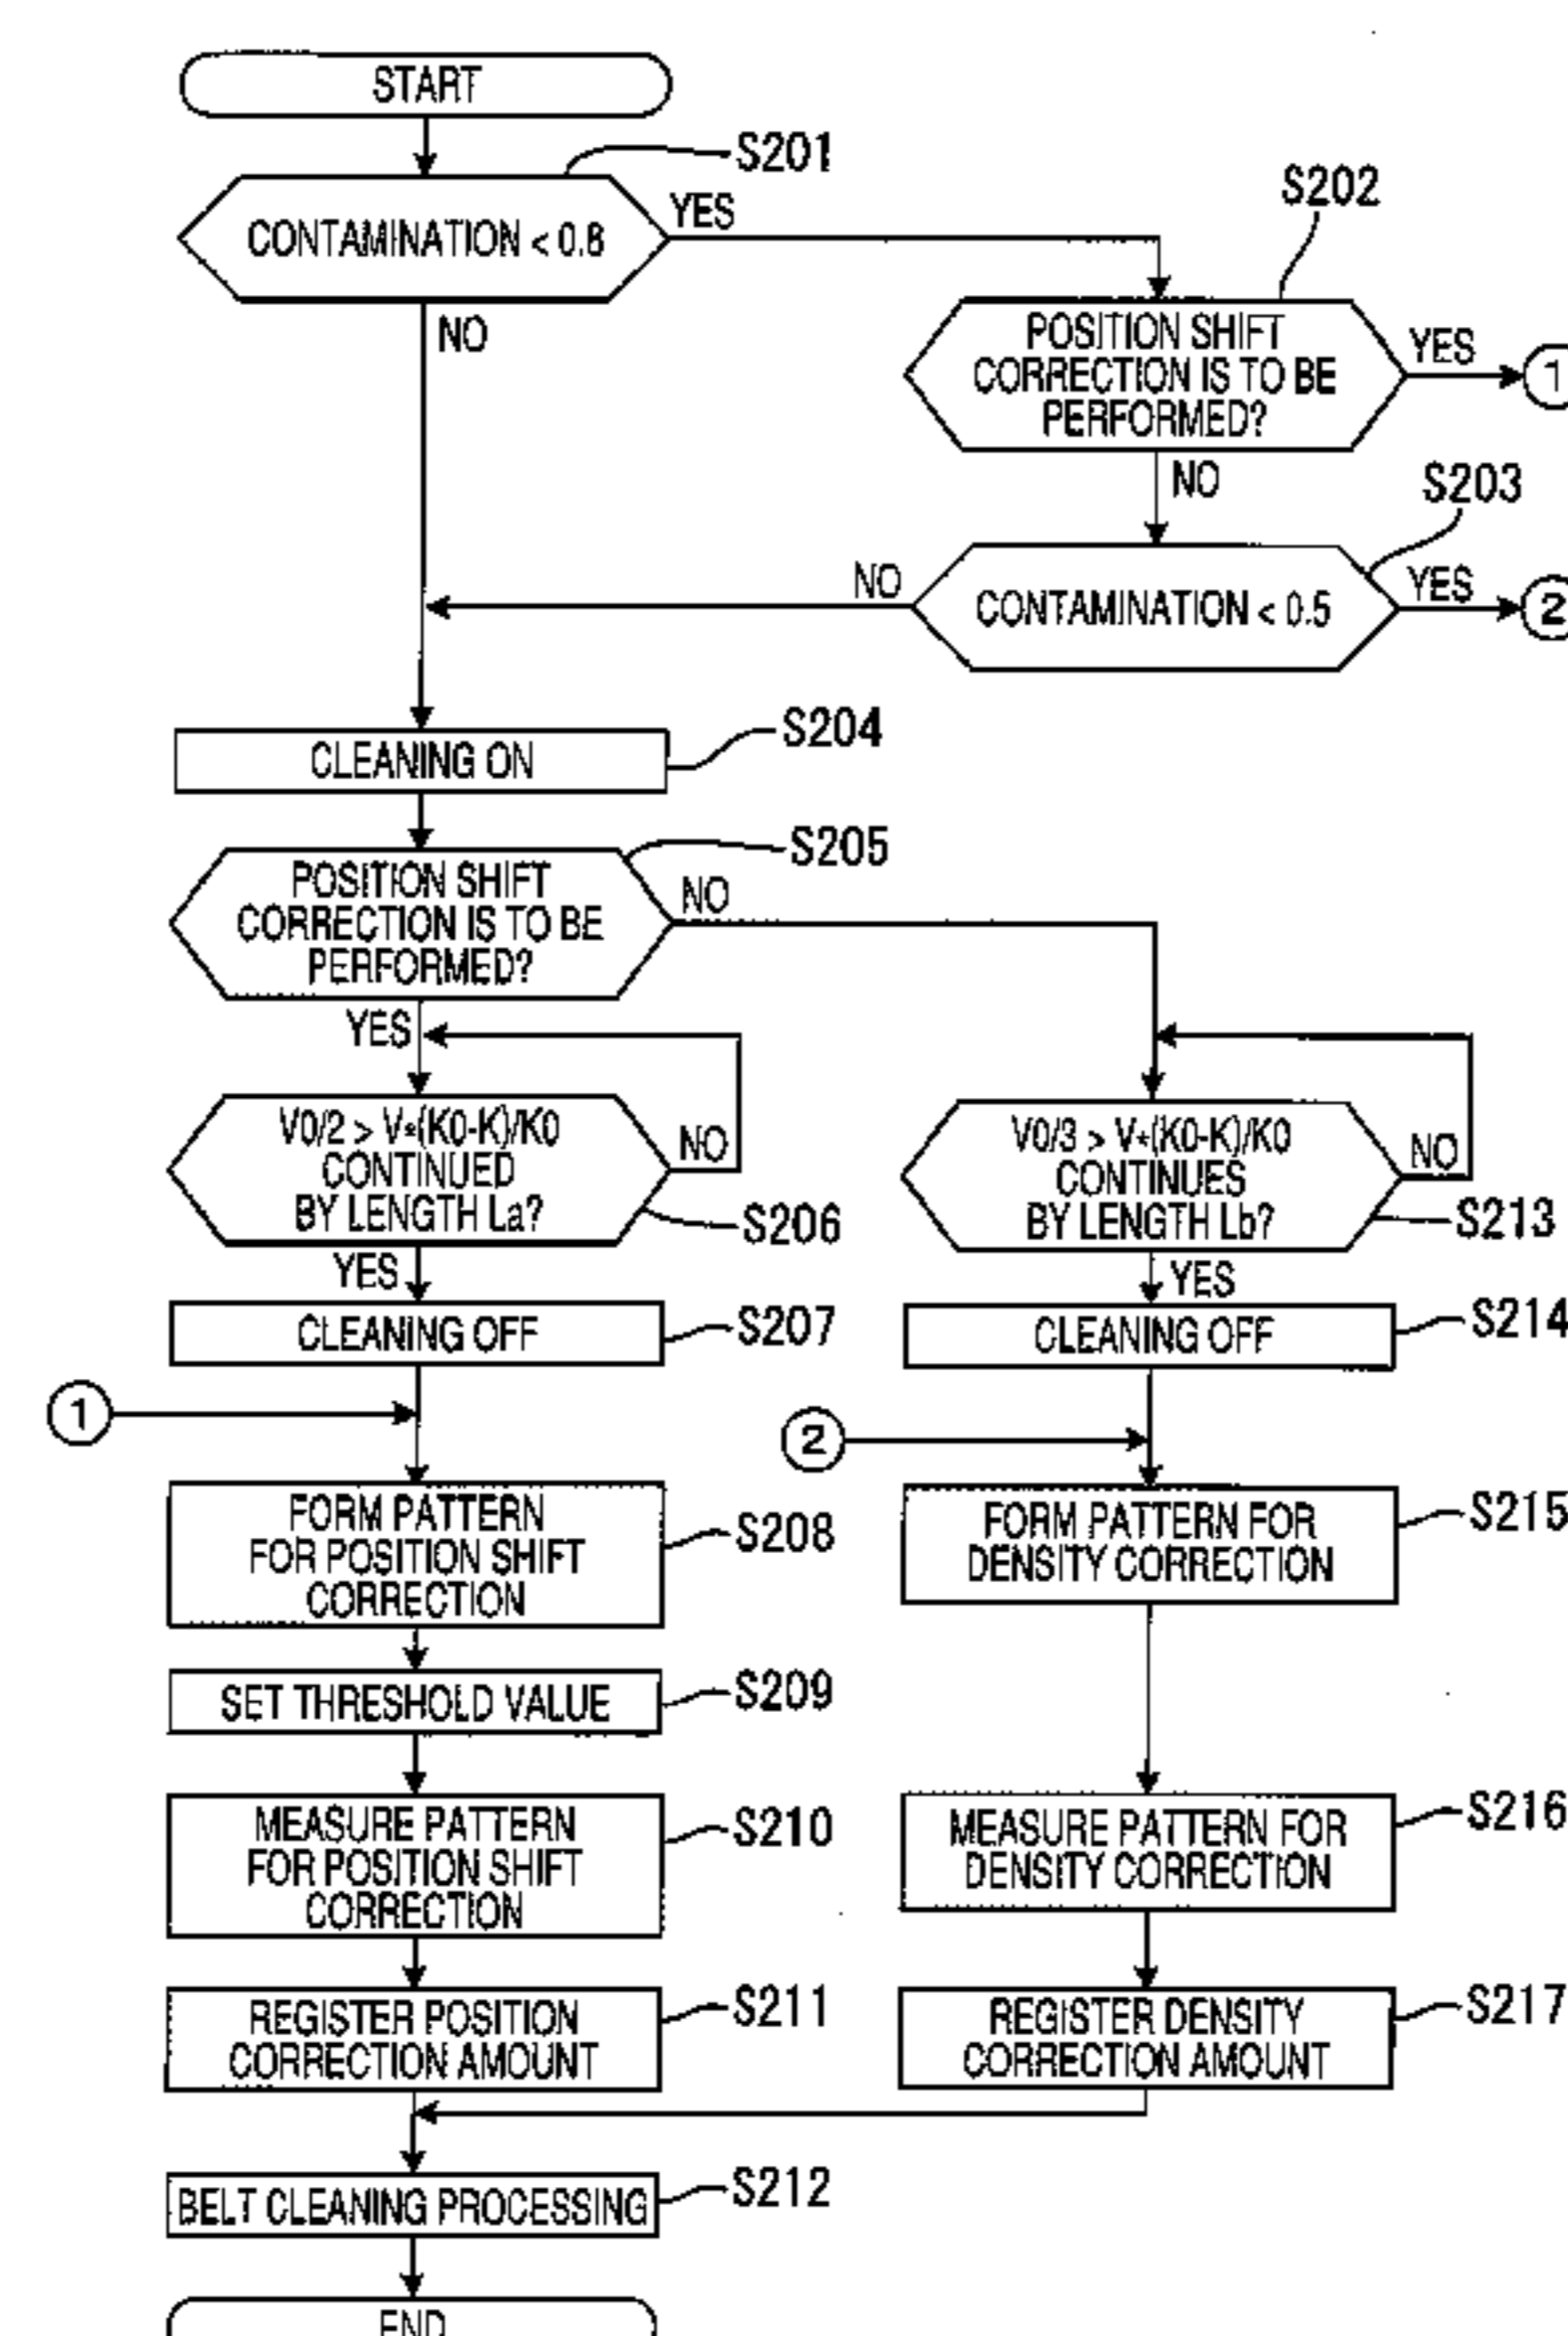 START
S201
CONTAMINATION < 0.8
YES
NO
S202
POSITION SHIFT
CORRECTION IS TO BE
PERFORMED?
YES
1
NO
S203
CONTAMINATION < 0.5
NO
YES
2
CLEANING ON
S204
S205
POSITION SHIFT
CORRECTION IS TO BE
PERFORMED?
NO
YES
V0/2 > V*(K0-K)/K0
CONTINUED
BY LENGTH La?
NO
S206
YES
V0/3 > V*(K0-K)/K0
CONTINUES
BY LENGTH Lb?
NO
S213
YES
CLEANING OFF
S207
CLEANING OFF
S214
1
2
FORM PATTERN
FOR POSITION SHIFT
CORRECTION
S208
FORM PATTERN FOR
DENSITY CORRECTION
S215
SET THRESHOLD VALUE
S209
MEASURE PATTERN
FOR POSITION SHIFT
CORRECTION
S210
MEASURE PATTERN FOR
DENSITY CORRECTION
S216
REGISTER POSITION
CORRECTION AMOUNT
S211
REGISTER DENSITY
CORRECTION AMOUNT
S217
BELT CLEANING PROCESSING
S212
END